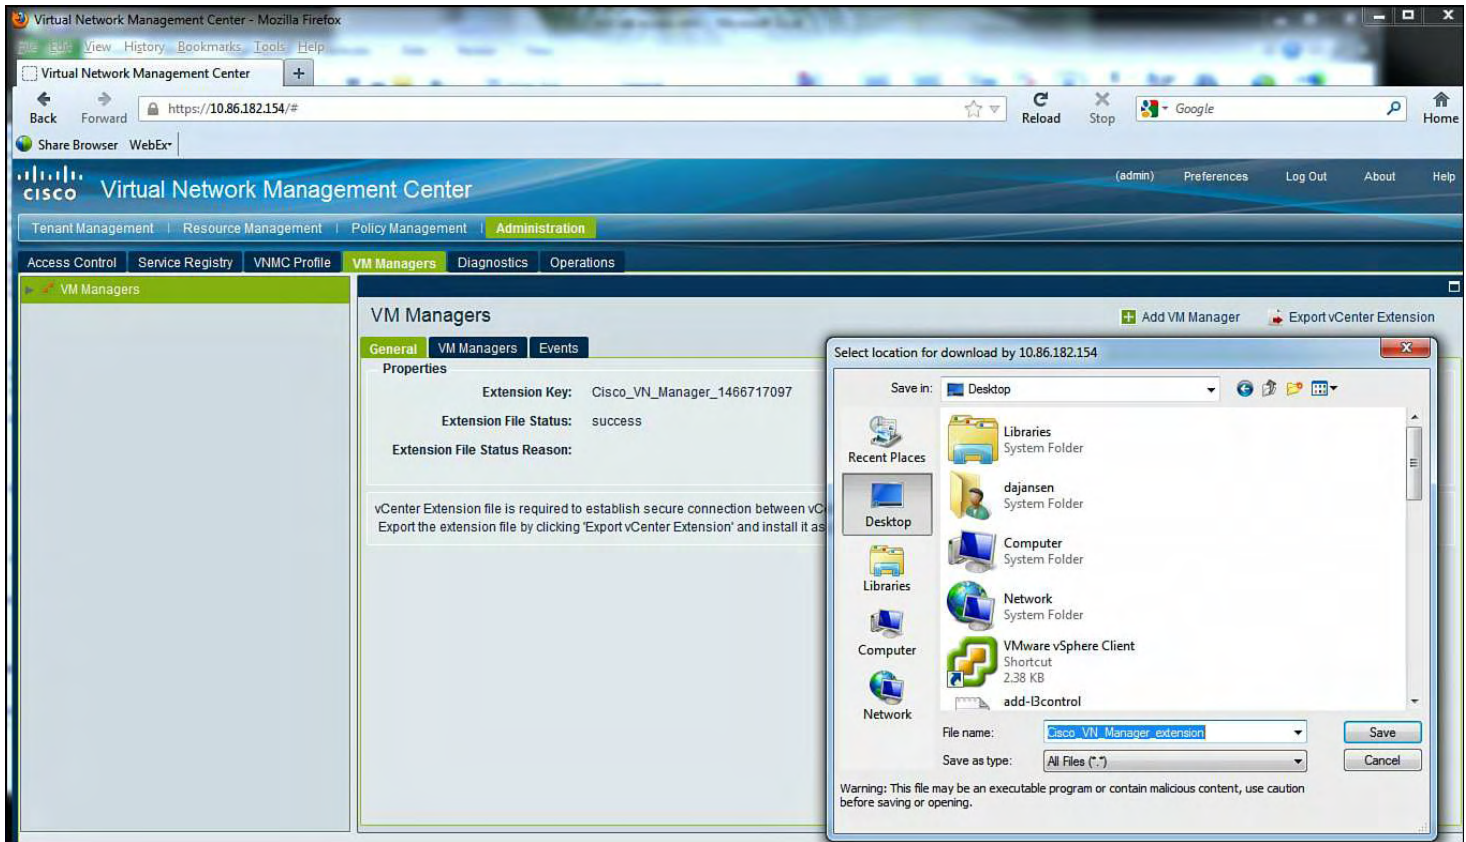 Virtual Network Management Center - Mozilla Firefox
File Edit View History Bookmarks Tools Help
Virtual Network Management Center +
Back Forward https://10.86.182.154/# Reload Stop Google Home
Share Browser WebEx
CISCO Virtual Network Management Center
(admin) Preferences Log Out About Help
Tenant Management | Resource Management | Policy Management | Administration
Access Control Service Registry VNMC Profile VM Managers Diagnostics Operations
VM Managers
VM Managers
Add VM Manager Export vCenter Extension
General VM Managers Events
Properties
Extension Key: Cisco_VN_Manager_1466717097
Extension File Status: success
Extension File Status Reason:
vCenter Extension file is required to establish secure connection between vC
Export the extension file by clicking 'Export vCenter Extension' and install it as
Select location for download by 10.86.182.154
Save in: Desktop
Recent Places
Desktop
Libraries
Computer
Network
Libraries
System Folder
dajansen
System Folder
Computer
System Folder
Network
System Folder
VMware vSphere Client
Shortcut
2.38 KB
add-l3control
File name: Cisco_VN_Manager_extension Save
Save as type: All Files (*.*) Cancel
Warning: This file may be an executable program or contain malicious content, use caution
before saving or opening.